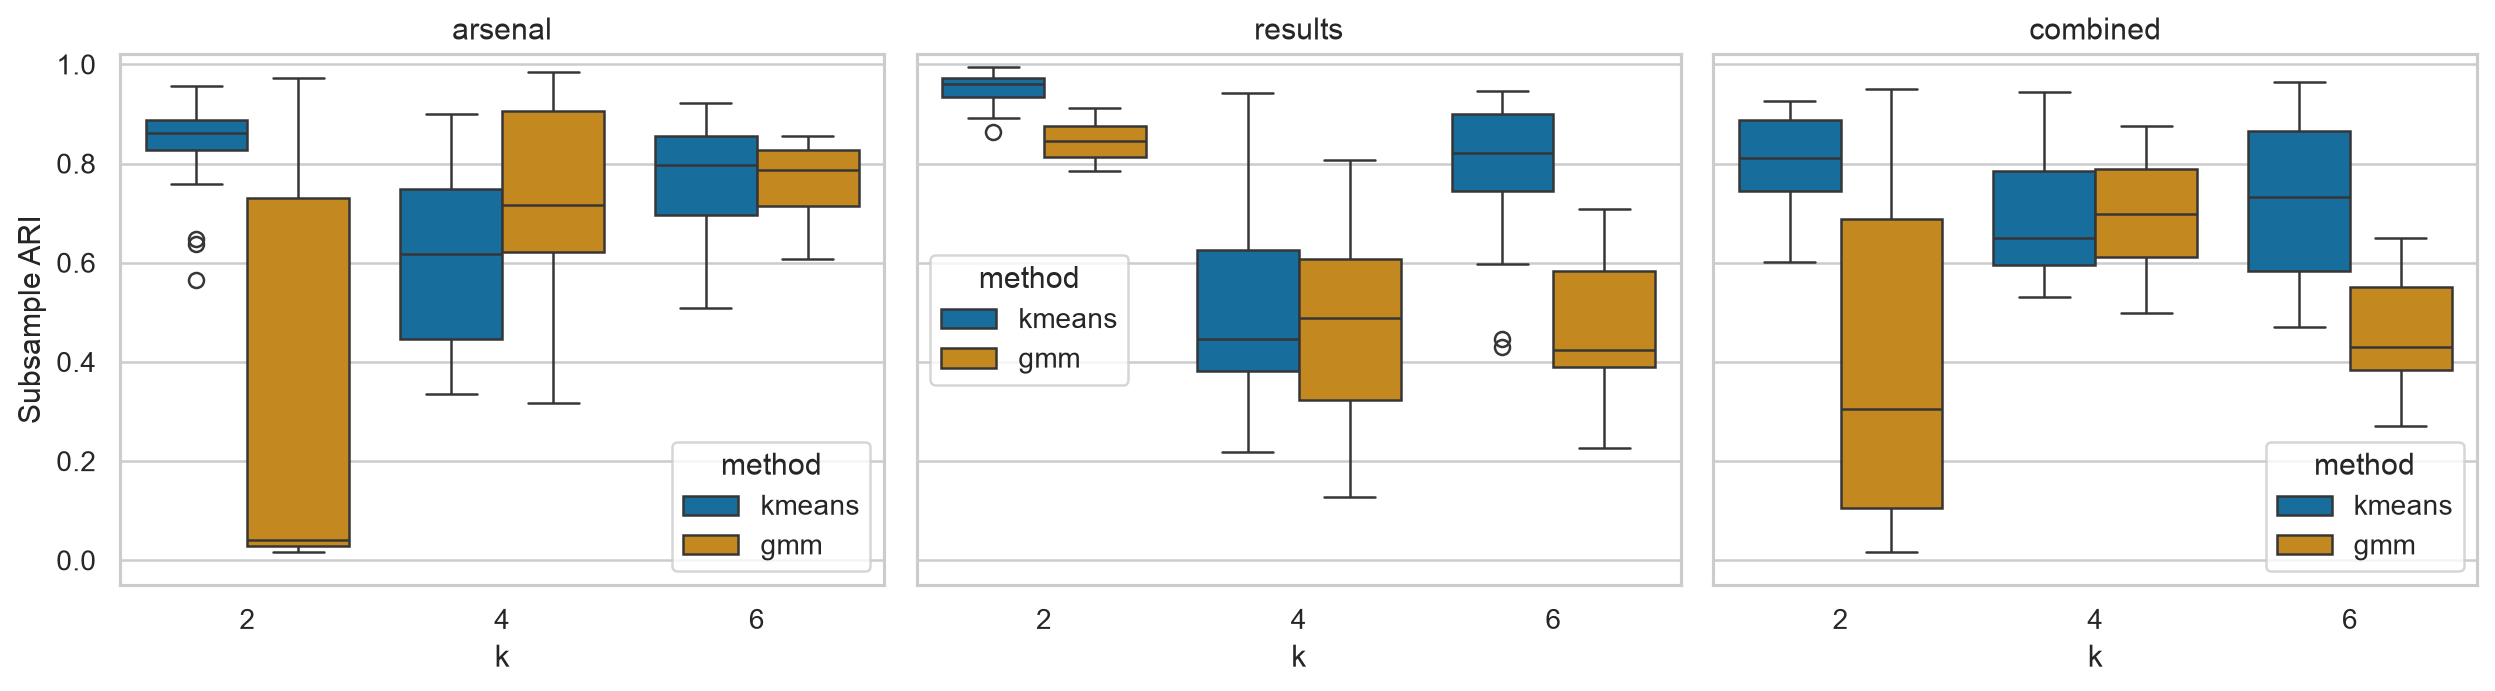 arsenal
results
combined
Subsample ARI
1.0
0.8
0.6
0.4
0.2
0.0
method
kmeans
gmm
method
kmeans
gmm
method
kmeans
gmm
2
4
6
2
4
6
2
4
6
k
k
k